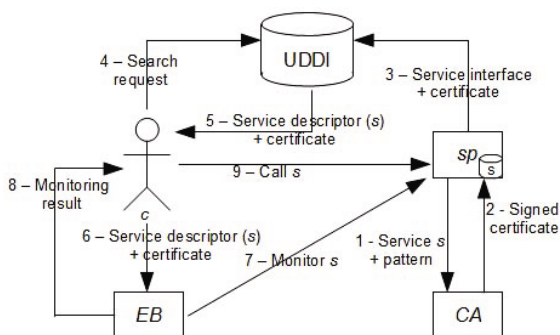 4 – Search
request
UDDI
3 – Service interface
+ certificate
5 – Service descriptor (s)
+ certificate
sp
s
8 – Monitoring
result
9 – Call s
c
2 - Signed
certificate
6 – Service descriptor (s)
+ certificate
7 – Monitor s
1 - Service s
+ pattern
EB
CA